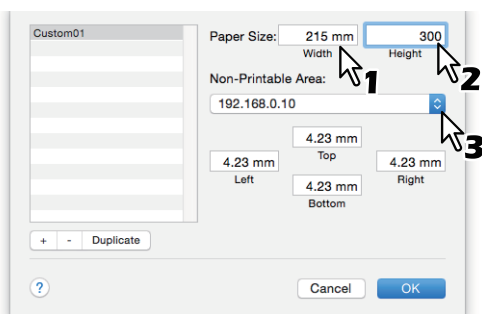 Custom01
Paper Size: 215 mm 300
Width Height
1 2
Non-Printable Area:
192.168.0.10
3
4.23 mm
Top
4.23 mm 4.23 mm
Left Right
4.23 mm
Bottom
+ - Duplicate
? Cancel OK